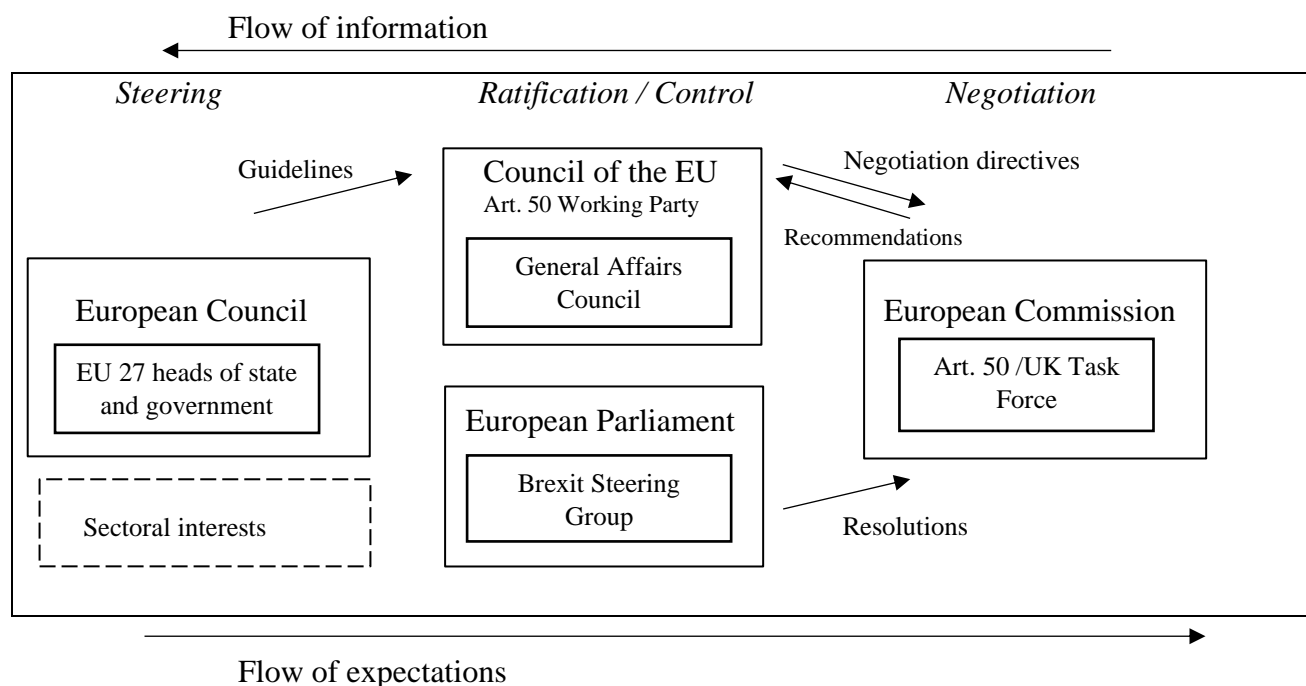 Flow of information
Steering
Ratification / Control
Negotiation
Guidelines
Council of the EU
Art. 50 Working Party
General Affairs
Council
Negotiation directives
Recommendations
European Council
EU 27 heads of state
and government
European Commission
Art. 50 /UK Task
Force
European Parliament
Brexit Steering
Group
Sectoral interests
Resolutions
Flow of expectations